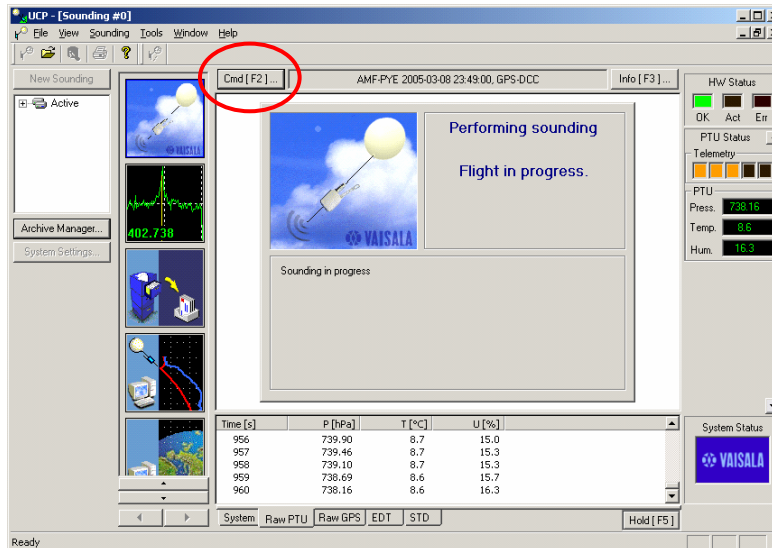 UCP - [Sounding #0]
File View Sounding Tools Window Help
New Sounding
Active
Archive Manager...
System Settings...
VAISALA
402.738
Cmd [ F2 ] ...
AMF-PYE 2005-03-08 23:49:00, GPS-DCC
Info [ F3 ] ...
VAISALA
Performing sounding
Flight in progress.
Sounding in progress
Time [s] P [hPa] T [°C] U [%]
956 739.90 8.7 15.0
957 739.46 8.7 15.3
958 739.10 8.7 15.3
959 738.69 8.6 15.7
960 738.16 8.6 16.3
System Raw PTU Raw GPS EDT STD
Hold [ F5 ]
HW Status
OK Act Err
PTU Status
Telemetry
PTU
Press. 738.16
Temp. 8.6
Hum. 16.3
System Status
VAISALA
Ready